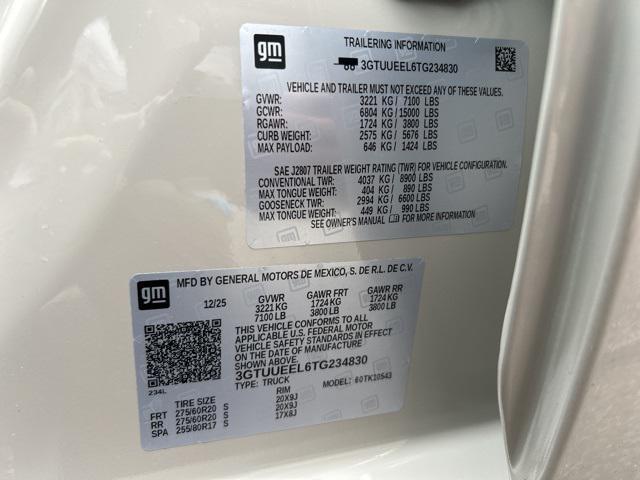 gm
TRAILERING INFORMATION
3GTUUEEL6TG234830
VEHICLE AND TRAILER MUST NOT EXCEED ANY OF THESE VALUES.
GVWR: 3221 KG / 7100 LBS
GCWR: 6804 KG / 15000 LBS
RGAWR: 1724 KG / 3800 LBS
CURB WEIGHT: 2575 KG / 5676 LBS
MAX PAYLOAD: 646 KG / 1424 LBS
SAE J2807 TRAILER WEIGHT RATING (TWR) FOR VEHICLE CONFIGURATION.
CONVENTIONAL TWR: 4037 KG / 8900 LBS
MAX TONGUE WEIGHT: 404 KG / 890 LBS
GOOSENECK TWR: 2994 KG / 6600 LBS
MAX TONGUE WEIGHT: 449 KG / 990 LBS
SEE OWNER'S MANUAL FOR MORE INFORMATION
gm
MFD BY GENERAL MOTORS DE MEXICO, S. DE R.L. DE C.V.
12/25 GVWR GAWR FRT GAWR RR
3221 KG 1724 KG 1724 KG
7100 LB 3800 LB 3800 LB
THIS VEHICLE CONFORMS TO ALL
APPLICABLE U.S. FEDERAL MOTOR
VEHICLE SAFETY STANDARDS IN EFFECT
ON THE DATE OF MANUFACTURE
SHOWN ABOVE.
3GTUUEEL6TG234830
TYPE: TRUCK MODEL: 60TK10543
234L
TIRE SIZE RIM
FRT 275/60R20 S 20X9J
RR 275/60R20 S 20X9J
SPA 255/80R17 S 17X8J